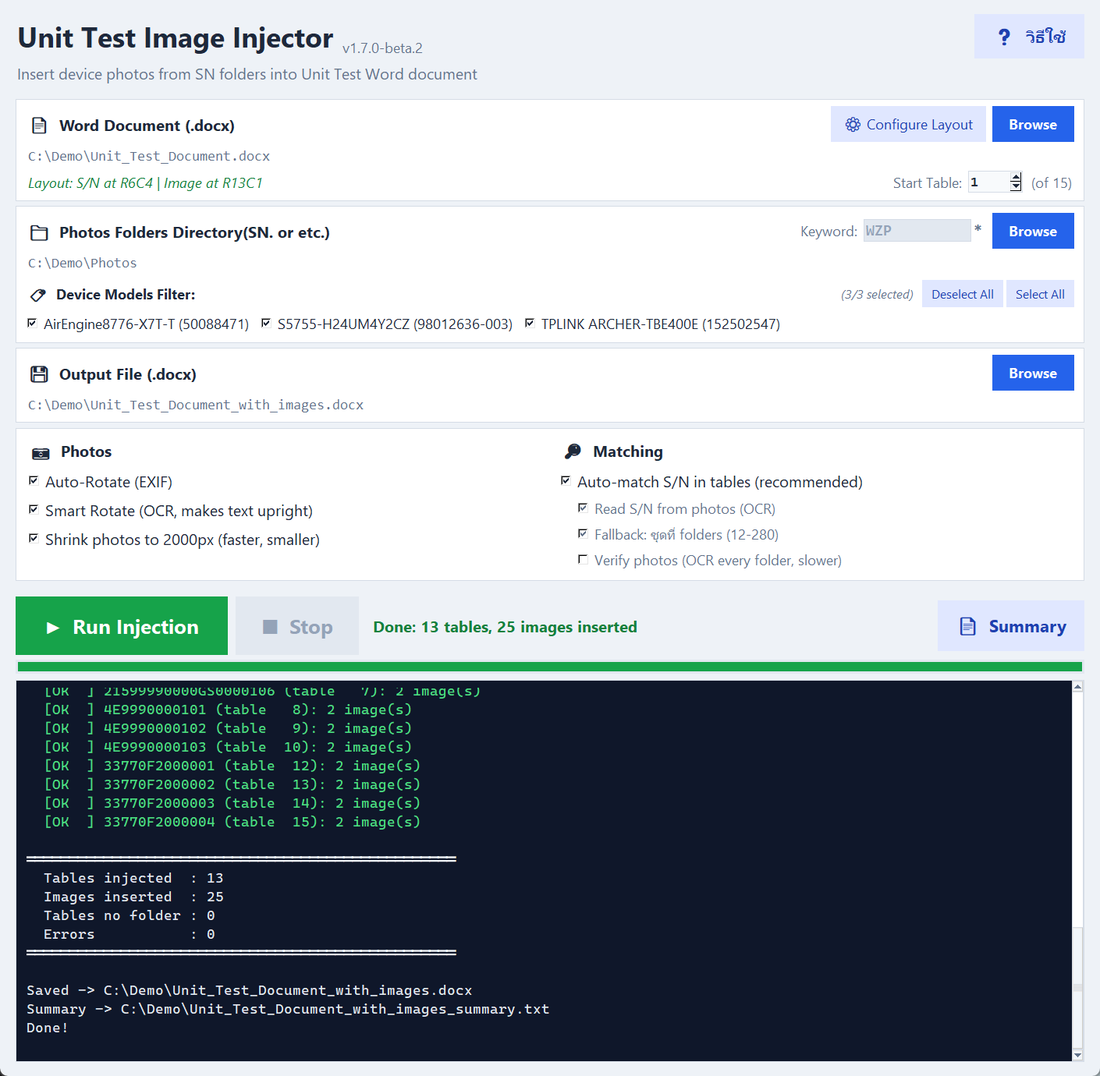 Unit Test Image Injector v1.7.0-beta.2
? วิธีใช้
Insert device photos from SN folders into Unit Test Word document
Word Document (.docx)
Configure Layout
Browse
C:\Demo\Unit_Test_Document.docx
Layout: S/N at R6C4 | Image at R13C1
Start Table: 1 (of 15)
Photos Folders Directory(SN. or etc.)
Keyword: WZP *
Browse
C:\Demo\Photos
Device Models Filter:
(3/3 selected)
Deselect All
Select All
AirEngine8776-X7T-T (50088471)
S5755-H24UM4Y2CZ (98012636-003)
TPLINK ARCHER-TBE400E (152502547)
Output File (.docx)
Browse
C:\Demo\Unit_Test_Document_with_images.docx
Photos
Auto-Rotate (EXIF)
Smart Rotate (OCR, makes text upright)
Shrink photos to 2000px (faster, smaller)
Matching
Auto-match S/N in tables (recommended)
Read S/N from photos (OCR)
Fallback: ชุดที่ folders (12-280)
Verify photos (OCR every folder, slower)
Run Injection
Stop
Done: 13 tables, 25 images inserted
Summary
[OK  ] 21599990000GS0000106 (table   7): 2 image(s)
[OK  ] 4E9990000101 (table   8): 2 image(s)
[OK  ] 4E9990000102 (table   9): 2 image(s)
[OK  ] 4E9990000103 (table  10): 2 image(s)
[OK  ] 33770F2000001 (table  12): 2 image(s)
[OK  ] 33770F2000002 (table  13): 2 image(s)
[OK  ] 33770F2000003 (table  14): 2 image(s)
[OK  ] 33770F2000004 (table  15): 2 image(s)
Tables injected  : 13
Images inserted  : 25
Tables no folder : 0
Errors           : 0
Saved -> C:\Demo\Unit_Test_Document_with_images.docx
Summary -> C:\Demo\Unit_Test_Document_with_images_summary.txt
Done!